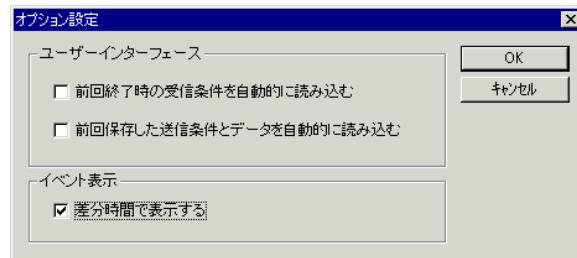 オプション設定
ユーザーインターフェース
OK
前回終了時の受信条件を自動的に読み込む
キャンセル
前回保存した送信条件とデータを自動的に読み込む
イベント表示
差分時間で表示する